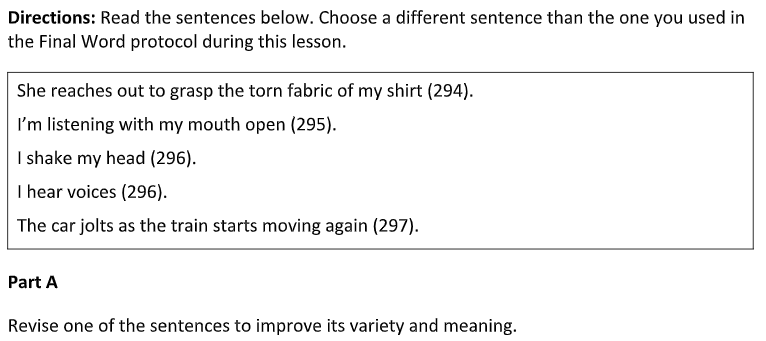 Directions: Read the sentences below. Choose a different sentence than the one you used in
the Final Word protocol during this lesson.
She reaches out to grasp the torn fabric of my shirt (294).
I’m listening with my mouth open (295).
I shake my head (296).
I hear voices (296).
The car jolts as the train starts moving again (297).
Part A
Revise one of the sentences to improve its variety and meaning.